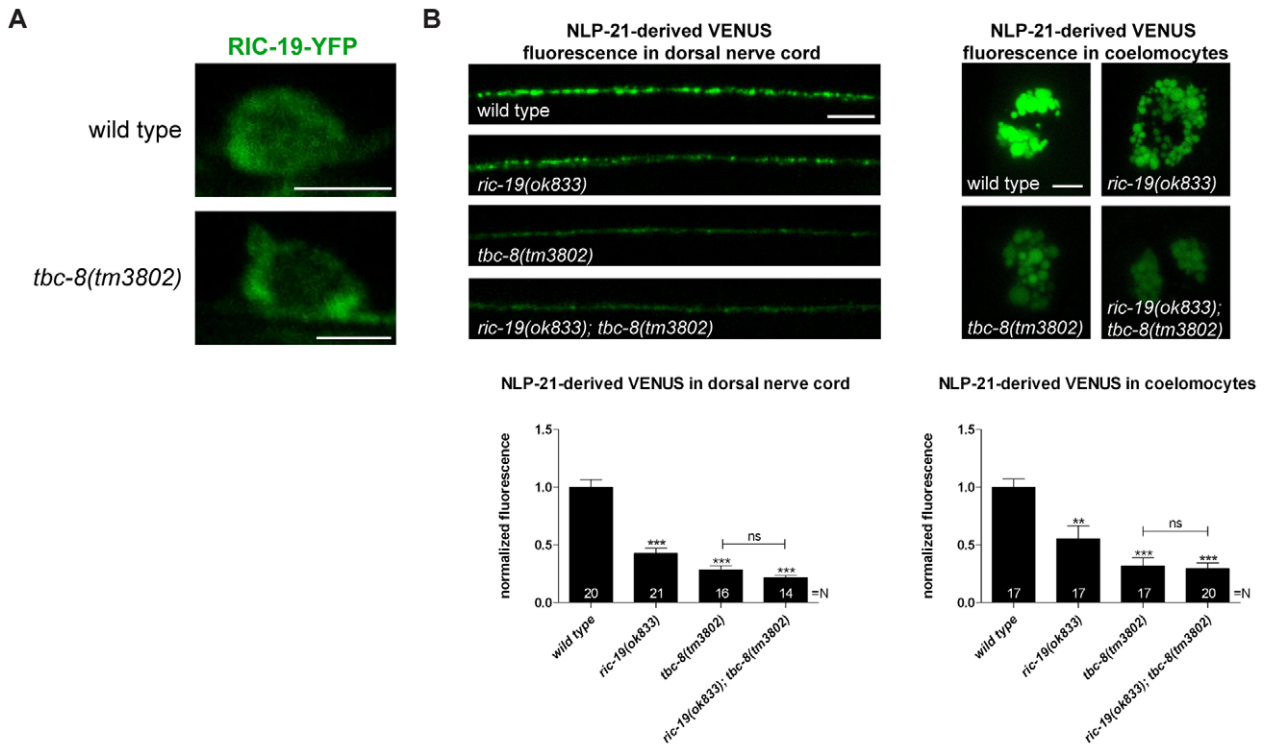 A
RIC-19-YFP
wild type
tbc-8(tm3802)
B
NLP-21-derived VENUS
fluorescence in dorsal nerve cord
wild type
ric-19(ok833)
tbc-8(tm3802)
ric-19(ok833); tbc-8(tm3802)
NLP-21-derived VENUS
fluorescence in coelomocytes
wild type
ric-19(ok833)
tbc-8(tm3802)
ric-19(ok833);
tbc-8(tm3802)
NLP-21-derived VENUS in dorsal nerve cord
normalized fluorescence
1.5
1.0
0.5
0.0
***
***
***
ns
20
21
16
14
=N
wild type
ric-19(ok833)
tbc-8(tm3802)
ric-19(ok833); tbc-8(tm3802)
NLP-21-derived VENUS in coelomocytes
normalized fluorescence
1.5
1.0
0.5
0.0
**
***
***
ns
17
17
17
20
=N
wild type
ric-19(ok833)
tbc-8(tm3802)
ric-19(ok833); tbc-8(tm3802)